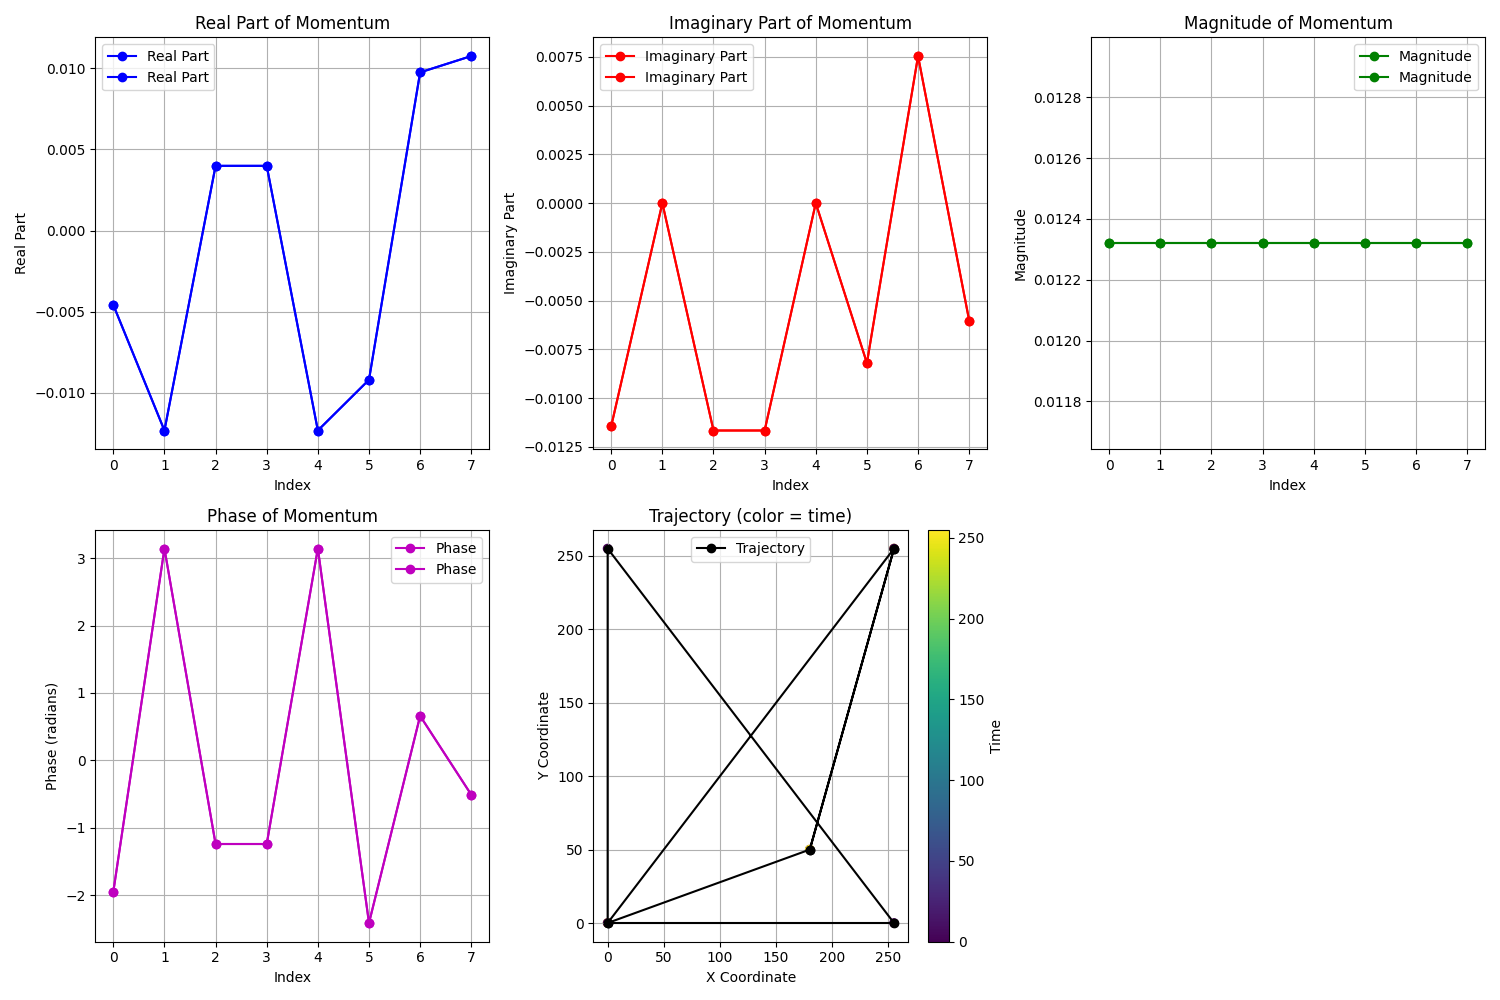 Real Part of Momentum
Real Part
Real Part
0.010
0.005
0.000
−0.005
−0.010
Real Part
0 1 2 3 4 5 6 7
Index
Imaginary Part of Momentum
Imaginary Part
Imaginary Part
0.0075
0.0050
0.0025
0.0000
−0.0025
−0.0050
−0.0075
−0.0100
−0.0125
Imaginary Part
0 1 2 3 4 5 6 7
Index
Magnitude of Momentum
Magnitude
Magnitude
0.0128
0.0126
0.0124
0.0122
0.0120
0.0118
Magnitude
0 1 2 3 4 5 6 7
Index
Phase of Momentum
Phase
Phase
3
2
1
0
−1
−2
Phase (radians)
0 1 2 3 4 5 6 7
Index
Trajectory (color = time)
Trajectory
250
200
150
100
50
0
Y Coordinate
0 50 100 150 200 250
X Coordinate
250
200
150
100
50
0
Time